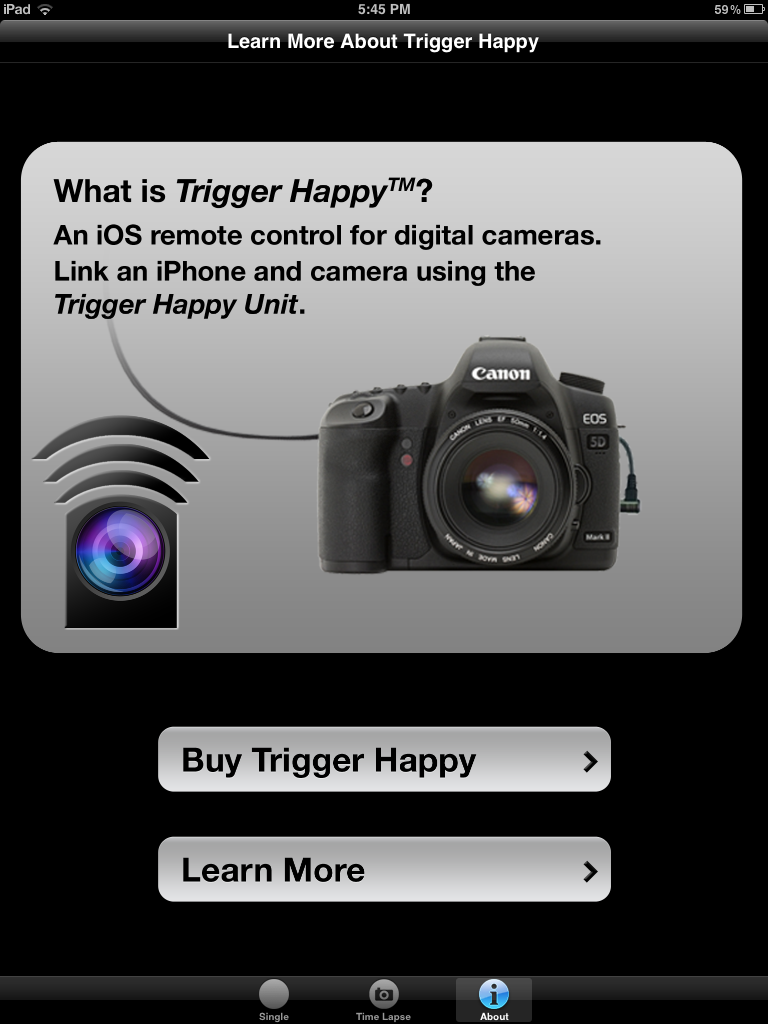 iPad 5:45 PM 59%
Learn More About Trigger Happy
What is Trigger Happy™?
An iOS remote control for digital cameras.
Link an iPhone and camera using the
Trigger Happy Unit.
Canon
EOS
5D
Mark II
CANON LENS EF 50mm 1:1.4
CANON LENS MADE IN JAPAN
Buy Trigger Happy
Learn More
Single Time Lapse About